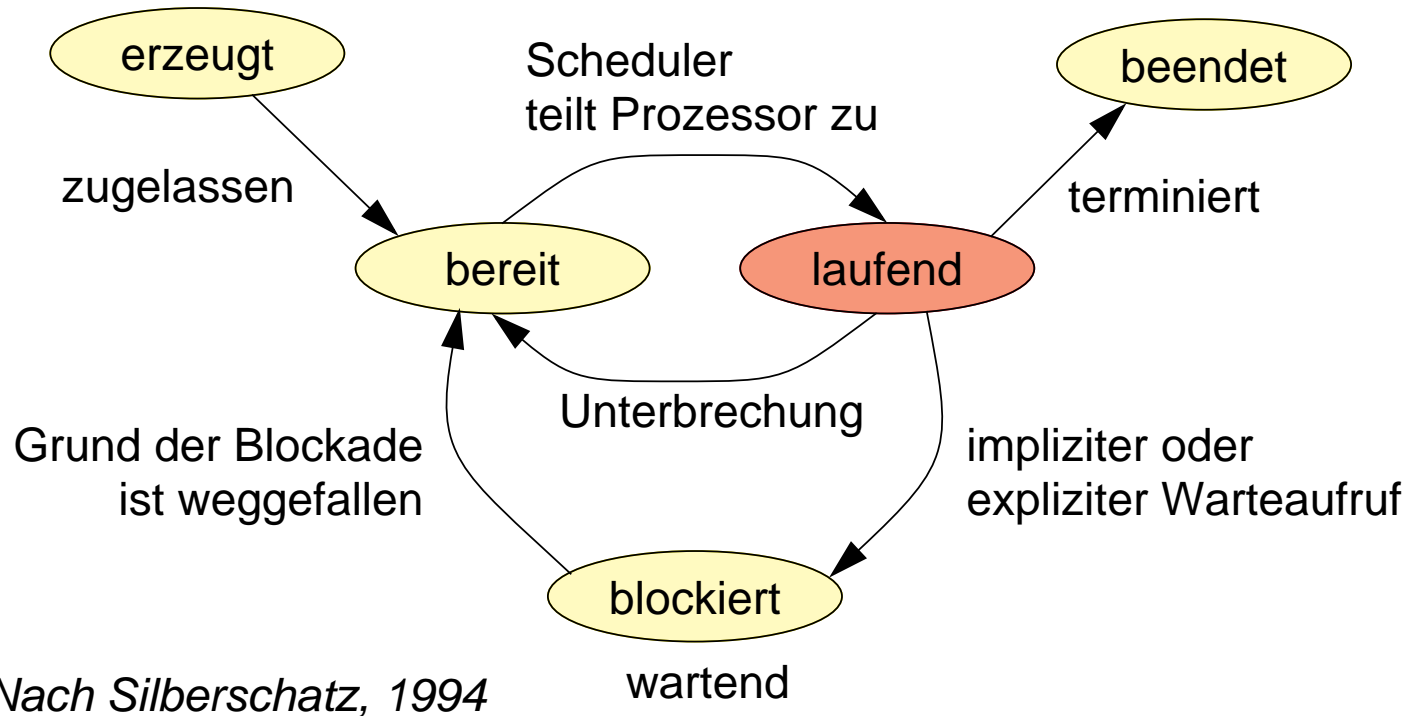 erzeugt
Scheduler
teilt Prozessor zu
beendet
zugelassen
terminiert
bereit
laufend
Unterbrechung
Grund der Blockade
ist weggefallen
impliziter oder
expliziter Warteaufruf
blockiert
wartend
Nach Silberschatz, 1994